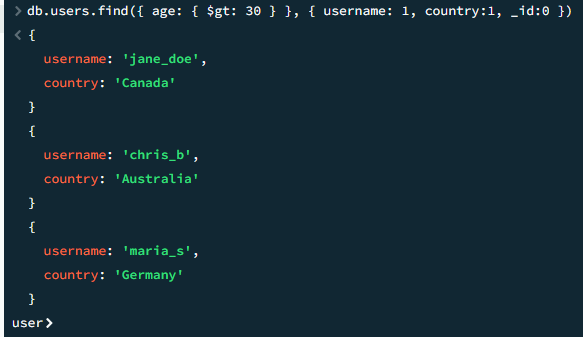 > db.users.find({ age: { $gt: 30 } }, { username: 1, country:1, _id:0 })
< {
username: 'jane_doe',
country: 'Canada'
}
{
username: 'chris_b',
country: 'Australia'
}
{
username: 'maria_s',
country: 'Germany'
}
user>